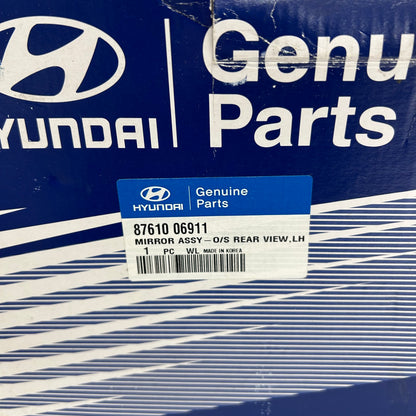 HYUNDAI
Genu
Parts
HYUNDAI
Genuine
Parts
87610 06911
MIRROR ASSY-O/S REAR VIEW,LH
1 PC WL MADE IN KOREA